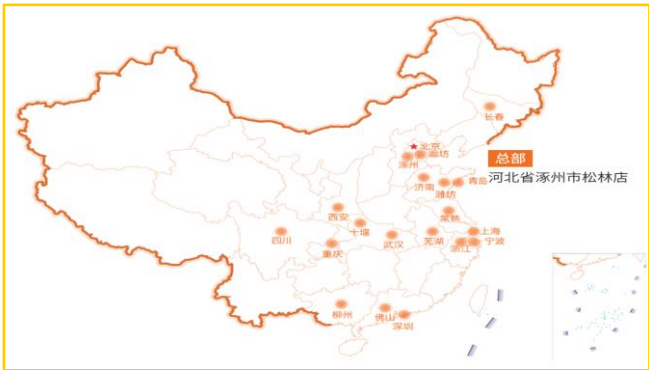 长春
北京
廊坊
涿州
总部
河北省涿州市松林店
济南
青岛
潍坊
西安
常熟
十堰
四川
武汉
芜湖
上海
浙江
宁波
重庆
柳州
佛山
深圳